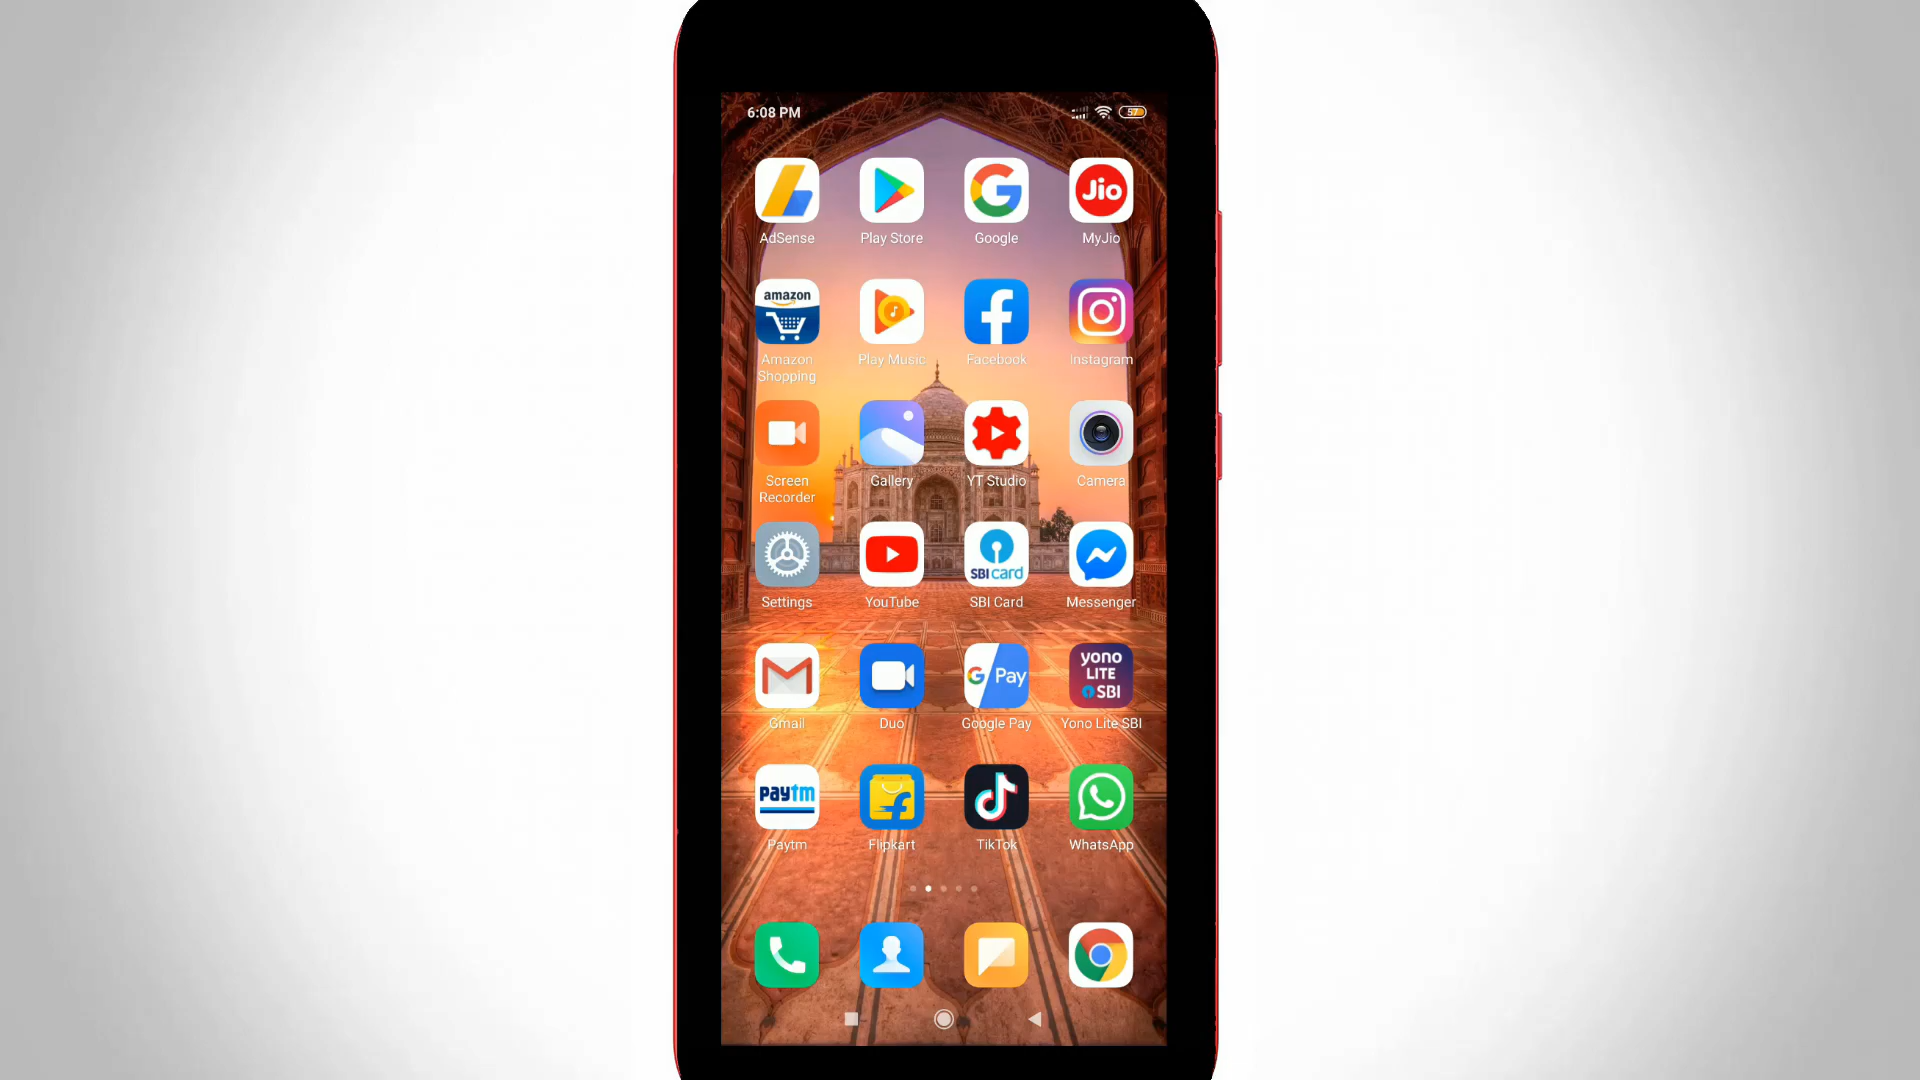 6:08 PM
57
AdSense
Play Store
Google
Jio
MyJio
amazon
Amazon
Shopping
Play Music
Facebook
Instagram
Screen
Recorder
Gallery
YT Studio
Camera
Settings
YouTube
SBI card
SBI Card
Messenger
Gmail
Duo
G Pay
Google Pay
yono
LITE
SBI
Yono Lite SBI
paytm
Paytm
Flipkart
TikTok
WhatsApp